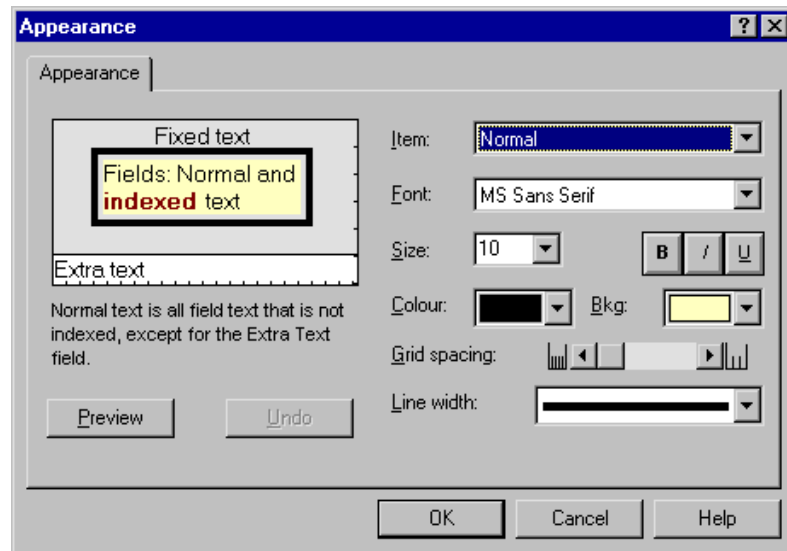 Appearance
Appearance
Fixed text
Fields: Normal and
indexed text
Extra text
Normal text is all field text that is not
indexed, except for the Extra Text
field.
Preview
Undo
Item:
Normal
Font:
MS Sans Serif
Size:
10
B
I
U
Colour:
Bkg:
Grid spacing:
Line width:
OK
Cancel
Help